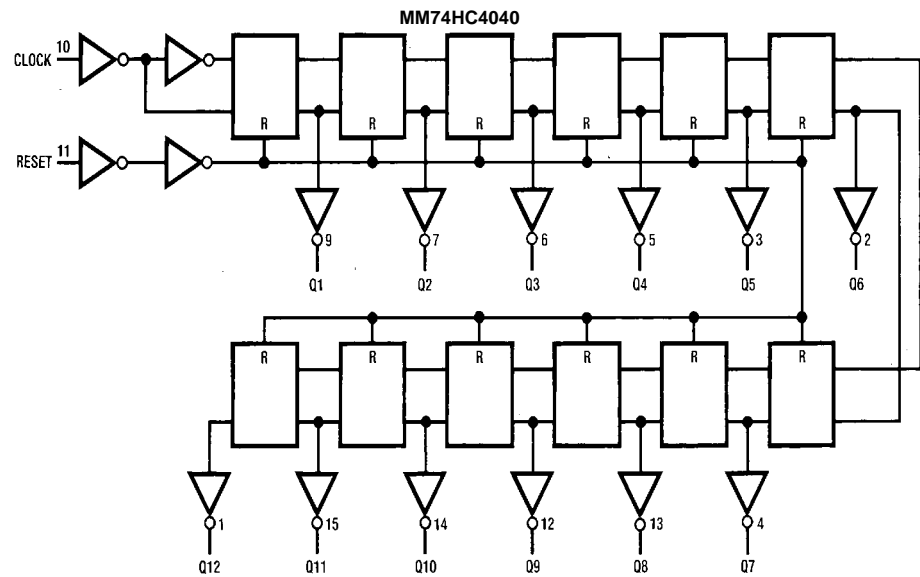 MM74HC4040
CLOCK 10
R R R R R R
RESET 11
9 7 6 5 3 2
Q1 Q2 Q3 Q4 Q5 Q6
R R R R R R
1 15 14 12 13 4
Q12 Q11 Q10 Q9 Q8 Q7